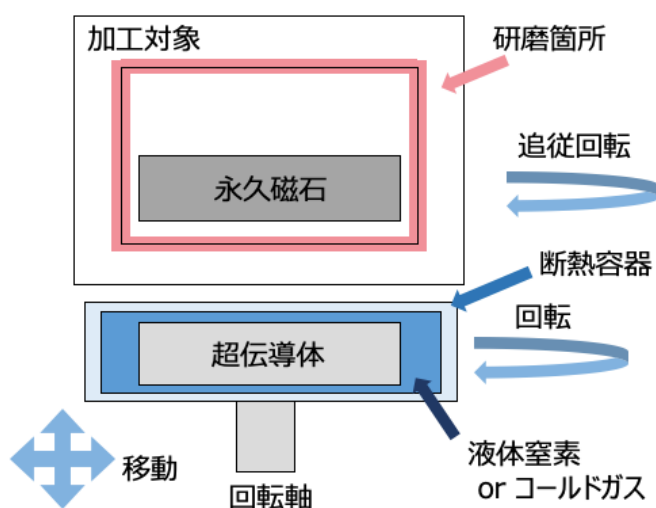 加工対象
研磨箇所
追従回転
永久磁石
断熱容器
回転
超伝導体
移動
回転軸
液体窒素
or コールドガス